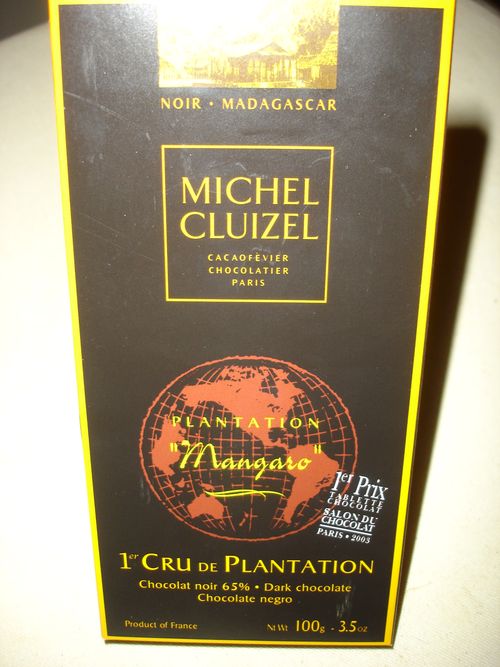 NOIR • MADAGASCAR
MICHEL
CLUIZEL
CACAOFÈVIER
CHOCOLATIER
PARIS
PLANTATION
"Mangaro"
1er Prix
TABLETTE
CHOCOLAT
SALON DU
CHOCOLAT
PARIS • 2003
1er CRU DE PLANTATION
Chocolat noir 65% • Dark chocolate
Chocolate negro
Product of France
Nt Wt 100g - 3.5 oz